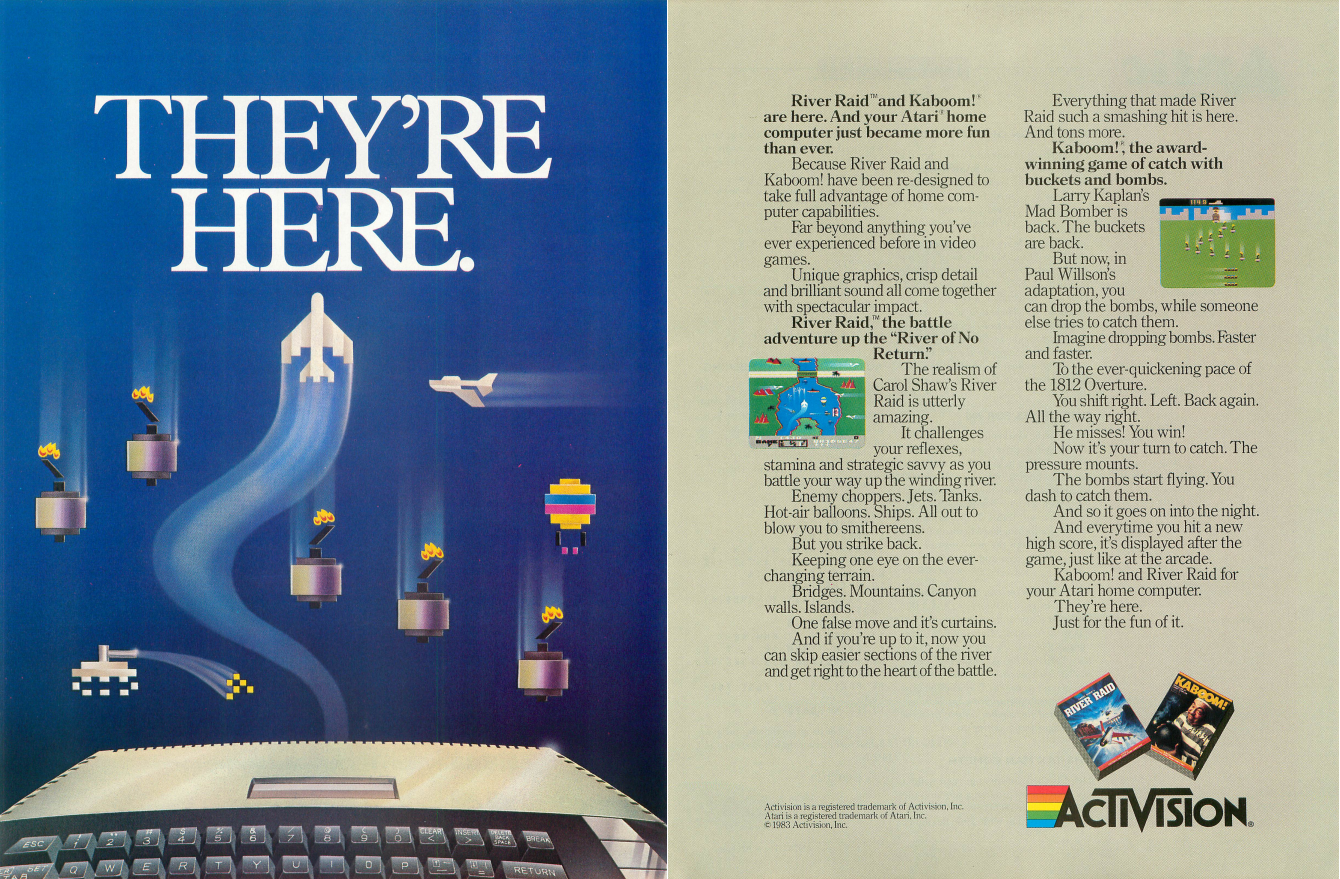 THEY'RE
HERE.
ESC
CLEAR
<
INSERT
>
DELETE
BACK
SPACE
BREAK
1
2
#
3
$
4
%
5
&
6
7
8
9
0
Q
W
E
R
T
Y
U
I
O
P
RETURN
River Raid™ and Kaboom!®
are here. And your Atari® home
computer just became more fun
than ever.
Because River Raid and
Kaboom! have been re-designed to
take full advantage of home com-
puter capabilities.
Far beyond anything you've
ever experienced before in video
games.
Unique graphics, crisp detail
and brilliant sound all come together
with spectacular impact.
River Raid,™ the battle
adventure up the “River of No
Return.”
The realism of
Carol Shaw's River
Raid is utterly
amazing.
It challenges
your reflexes,
stamina and strategic savvy as you
battle your way up the winding river.
Enemy choppers. Jets. Tanks.
Hot-air balloons. Ships. All out to
blow you to smithereens.
But you strike back.
Keeping one eye on the ever-
changing terrain.
Bridges. Mountains. Canyon
walls. Islands.
One false move and it's curtains.
And if you're up to it, now you
can skip easier sections of the river
and get right to the heart of the battle.
Activision is a registered trademark of Activision, Inc.
Atari is a registered trademark of Atari, Inc.
© 1983 Activision, Inc.
Everything that made River
Raid such a smashing hit is here.
And tons more.
Kaboom!®, the award-
winning game of catch with
buckets and bombs.
Larry Kaplan's
Mad Bomber is
back. The buckets
are back.
But now, in
Paul Willson's
adaptation, you
can drop the bombs, while someone
else tries to catch them.
Imagine dropping bombs. Faster
and faster.
To the ever-quickening pace of
the 1812 Overture.
You shift right. Left. Back again.
All the way right.
He misses! You win!
Now it's your turn to catch. The
pressure mounts.
The bombs start flying. You
dash to catch them.
And so it goes on into the night.
And everytime you hit a new
high score, it's displayed after the
game, just like at the arcade.
Kaboom! and River Raid for
your Atari home computer.
They're here.
Just for the fun of it.
RIVER RAID
KABOOM!
ACTIVISION®